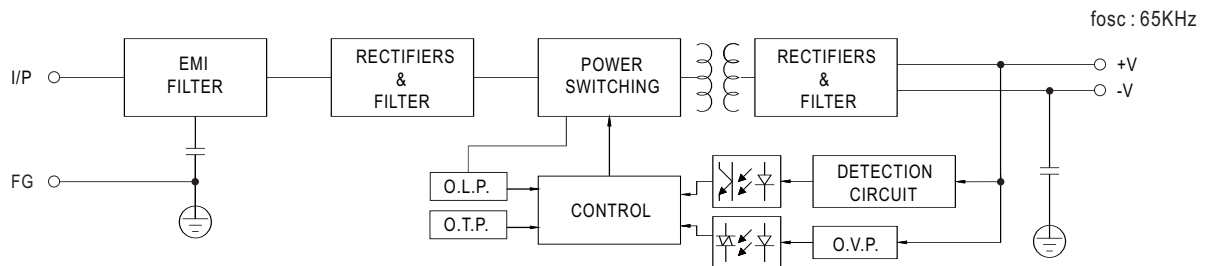 fosc : 65KHz
I/P
EMI
FILTER
RECTIFIERS
&
FILTER
POWER
SWITCHING
RECTIFIERS
&
FILTER
+V
-V
FG
O.L.P.
O.T.P.
CONTROL
DETECTION
CIRCUIT
O.V.P.